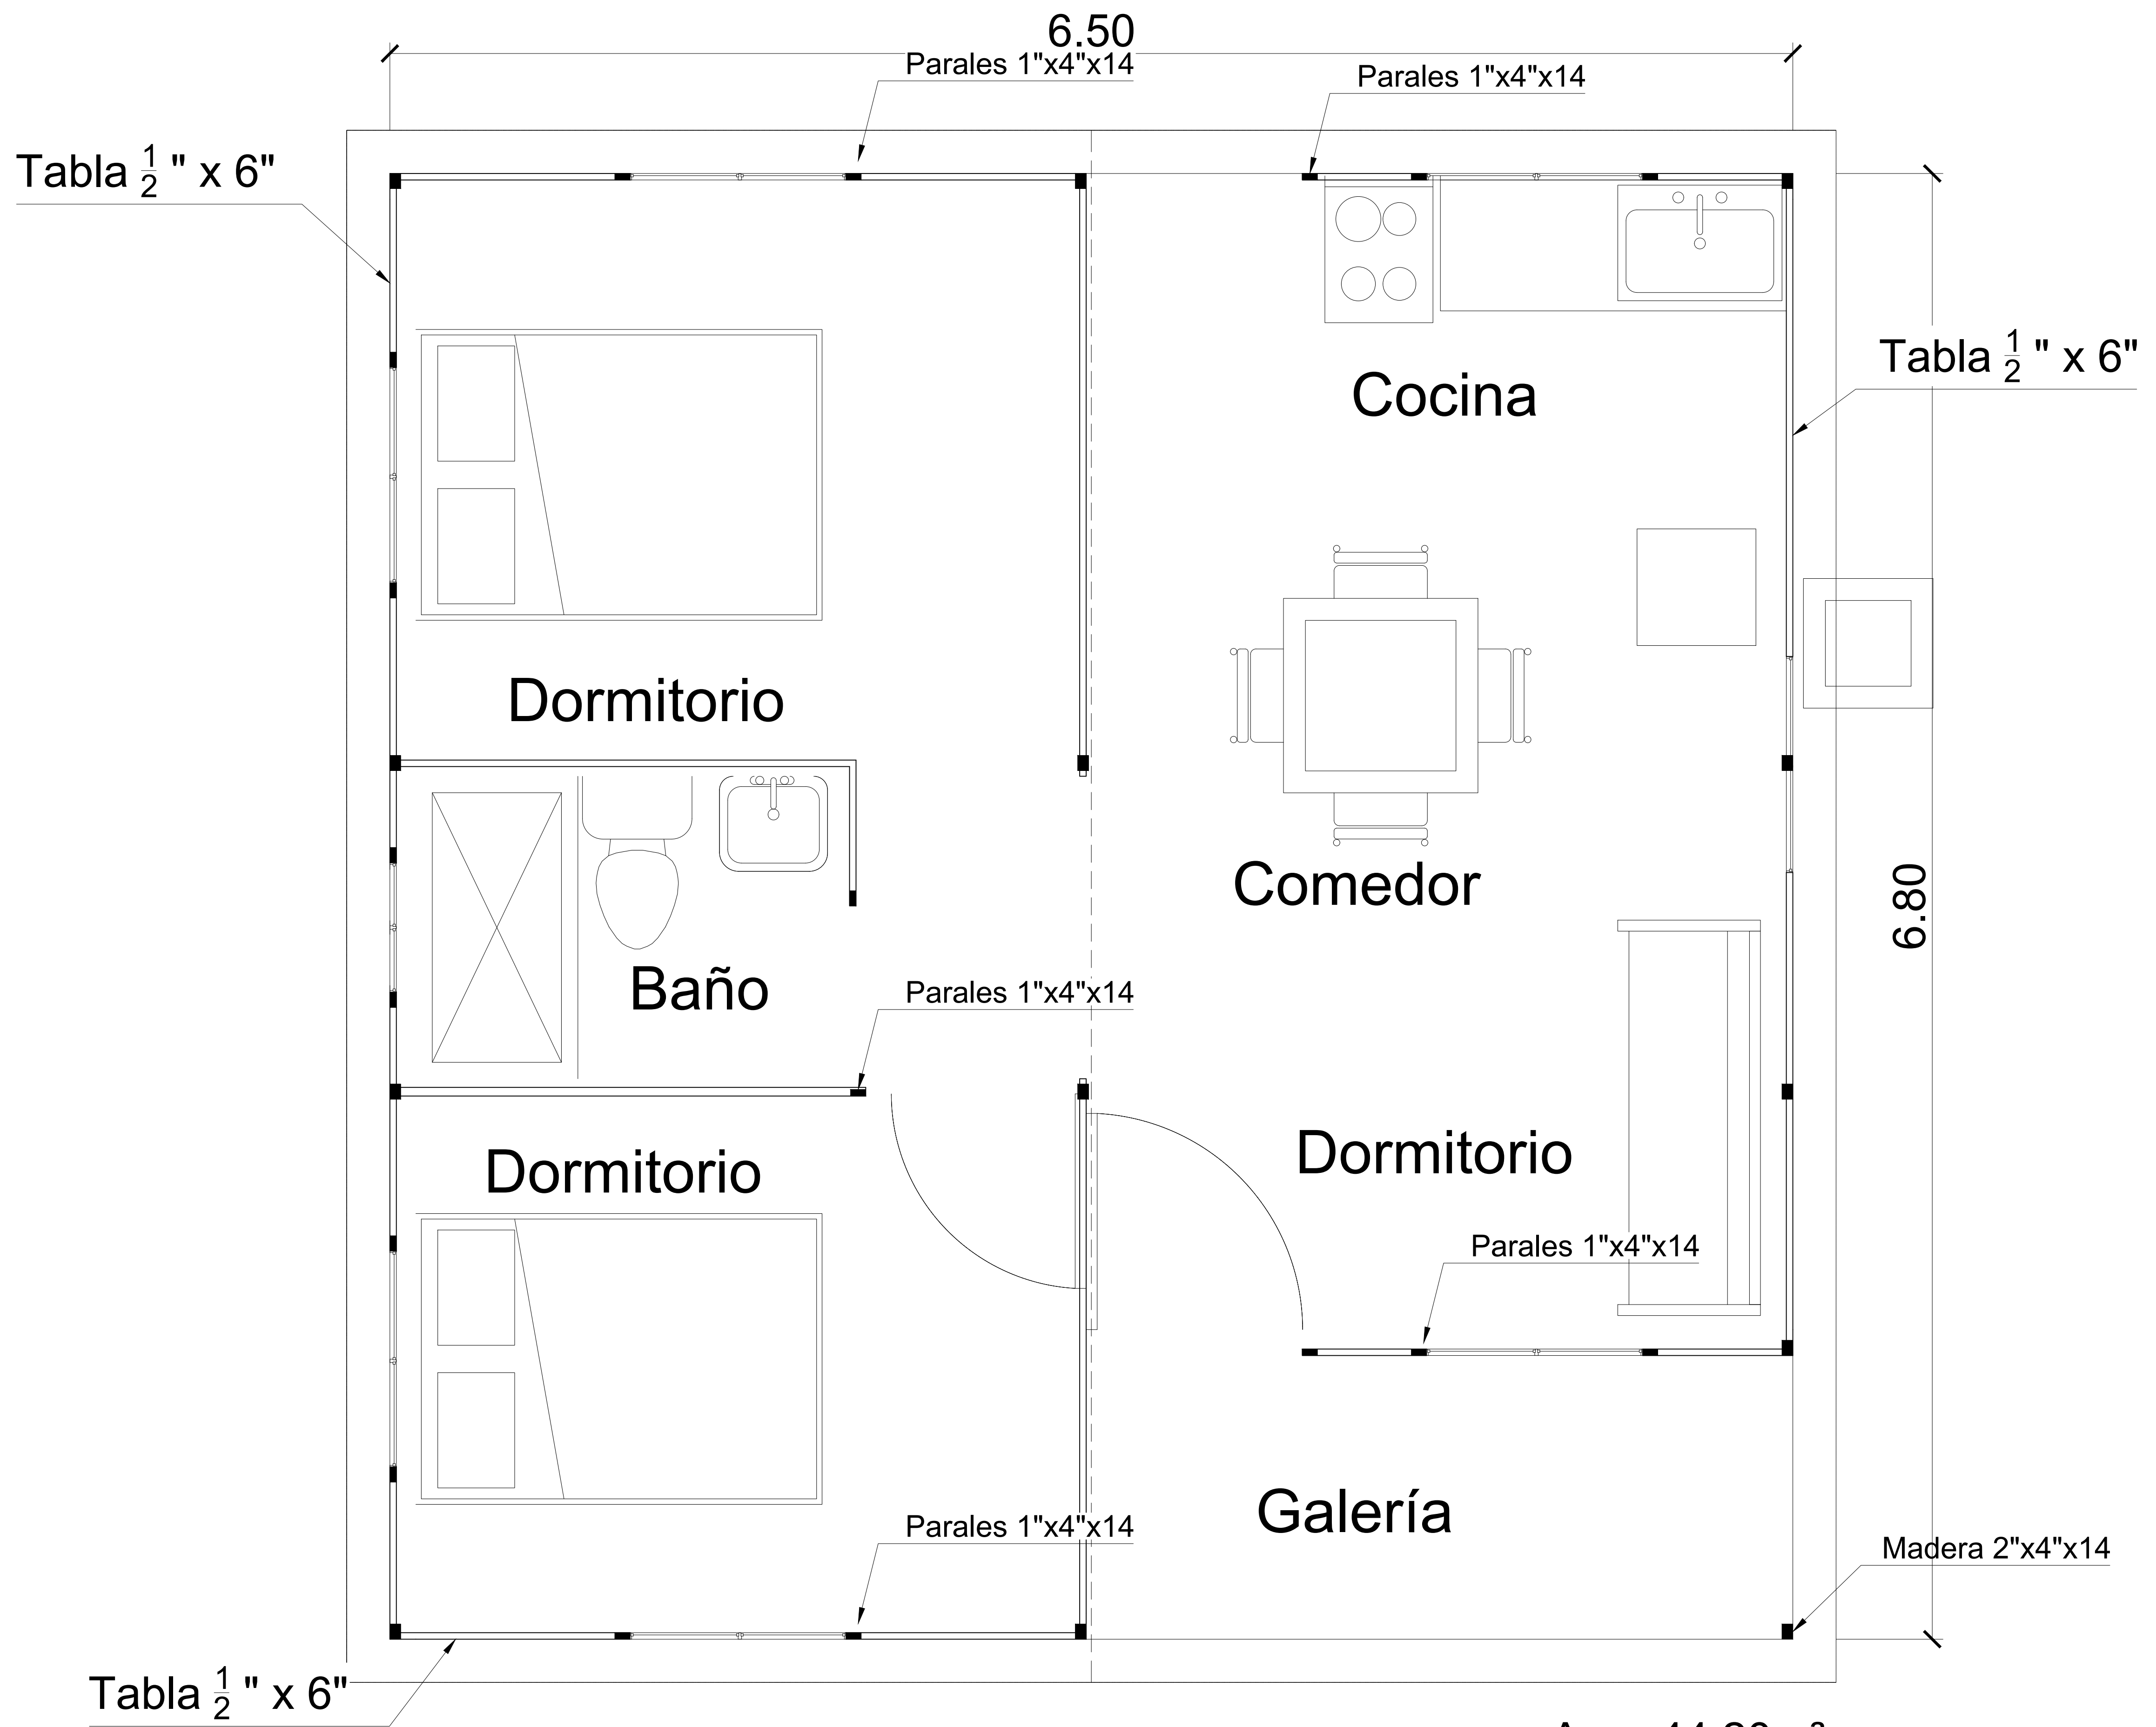 6.50
Parales 1"x4"x14
Parales 1"x4"x14
Tabla 1/2 " x 6"
Tabla 1/2 " x 6"
Cocina
Dormitorio
Comedor
6.80
Baño
Parales 1"x4"x14
Dormitorio
Dormitorio
Parales 1"x4"x14
Galería
Parales 1"x4"x14
Madera 2"x4"x14
Tabla 1/2 " x 6"